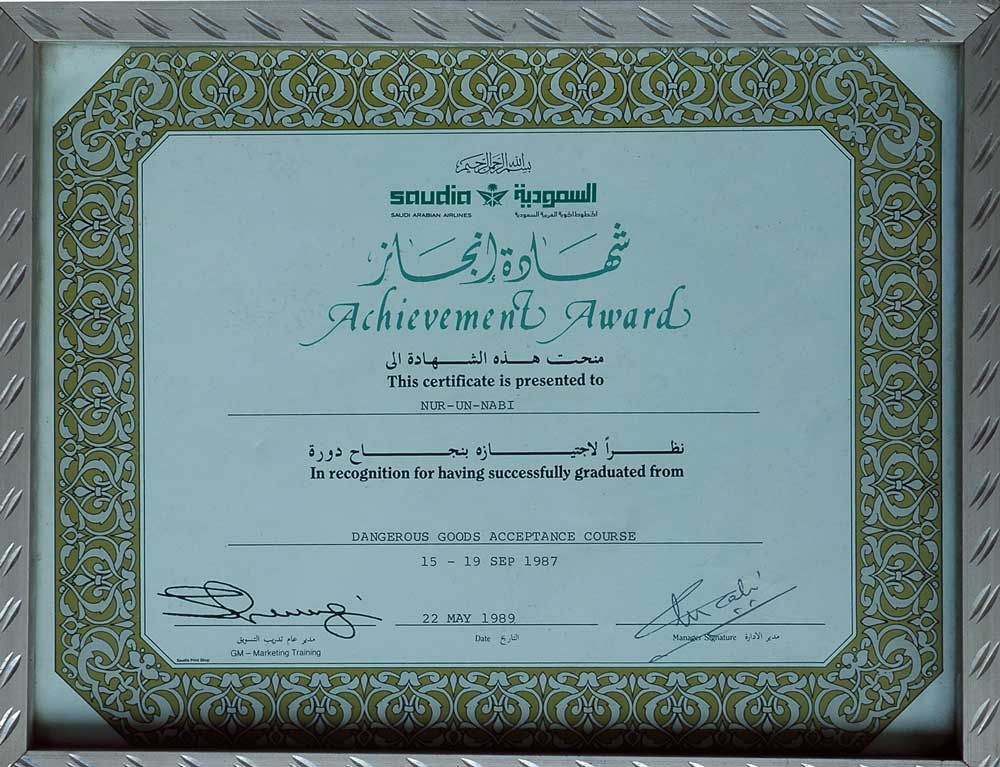 بسم الله الرحمن الرحيم
saudia السعودية
SAUDI ARABIAN AIRLINES الخطوط الجوية العربية السعودية
شهادة إنجاز
Achievement Award
منحت هذه الشهادة الى
This certificate is presented to
NUR-UN-NABI
نظراً لاجتيازه بنجاح دورة
In recognition for having successfully graduated from
DANGEROUS GOODS ACCEPTANCE COURSE
15 - 19 SEP 1987
22 MAY 1989
مدير عام تدريب التسويق
GM – Marketing Training
Date التاريخ
Manager Signature مدير الادارة
Saudia Print Shop